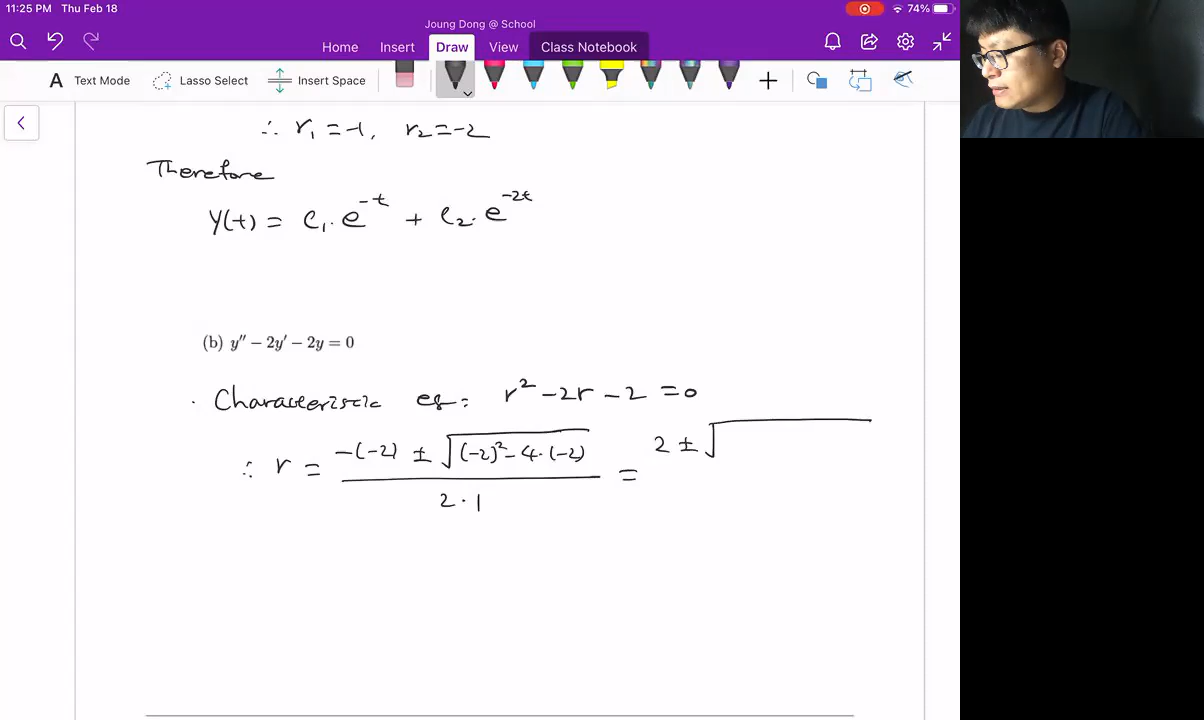 11:25 PM Thu Feb 18 74%
Joung Dong @ School
Home Insert Draw View Class Notebook
A Text Mode Lasso Select Insert Space
∴ r₁ = -1, r₂ = -2
Therefore
y(t) = C₁·e^{-t} + C₂·e^{-2t}
(b) y″ − 2y′ − 2y = 0
· Characteristic eq: r² - 2r - 2 = 0
∴ r = (-(-2) ± √((-2)² - 4·(-2))) / (2·1) = 2 ± √